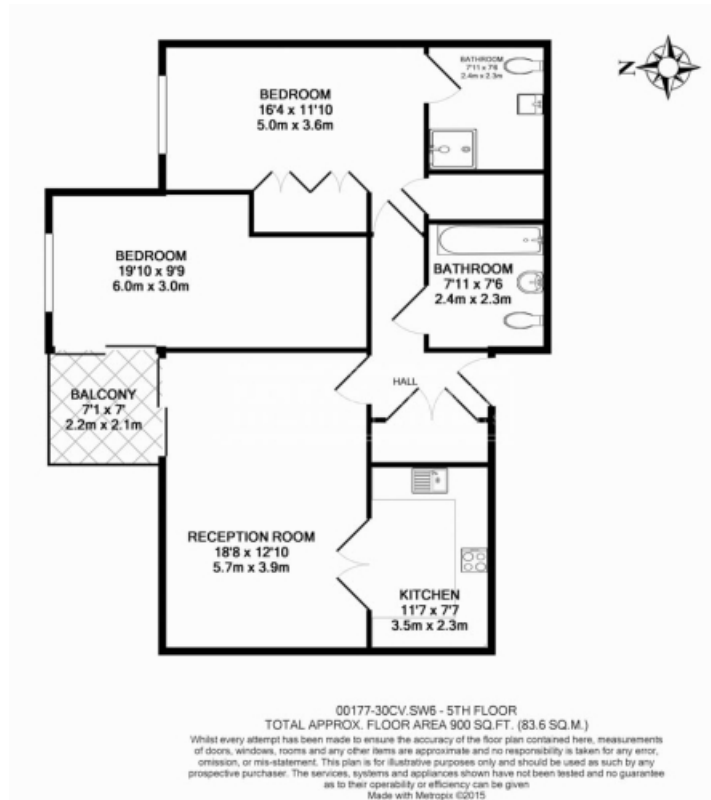 BATHROOM
7'11 x 7'6
2.4m x 2.3m
N
BEDROOM
16'4 x 11'10
5.0m x 3.6m
BEDROOM
19'10 x 9'9
6.0m x 3.0m
BATHROOM
7'11 x 7'6
2.4m x 2.3m
HALL
BALCONY
7'1 x 7'
2.2m x 2.1m
RECEPTION ROOM
18'8 x 12'10
5.7m x 3.9m
KITCHEN
11'7 x 7'7
3.5m x 2.3m
00177-30CV.SW6 - 5TH FLOOR
TOTAL APPROX. FLOOR AREA 900 SQ.FT. (83.6 SQ.M.)
Whilst every attempt has been made to ensure the accuracy of the floor plan contained here, measurements
of doors, windows, rooms and any other items are approximate and no responsibility is taken for any error,
omission, or mis-statement. This plan is for illustrative purposes only and should be used as such by any
prospective purchaser. The services, systems and appliances shown have not been tested and no guarantee
as to their operability or efficiency can be given
Made with Metropix ©2015